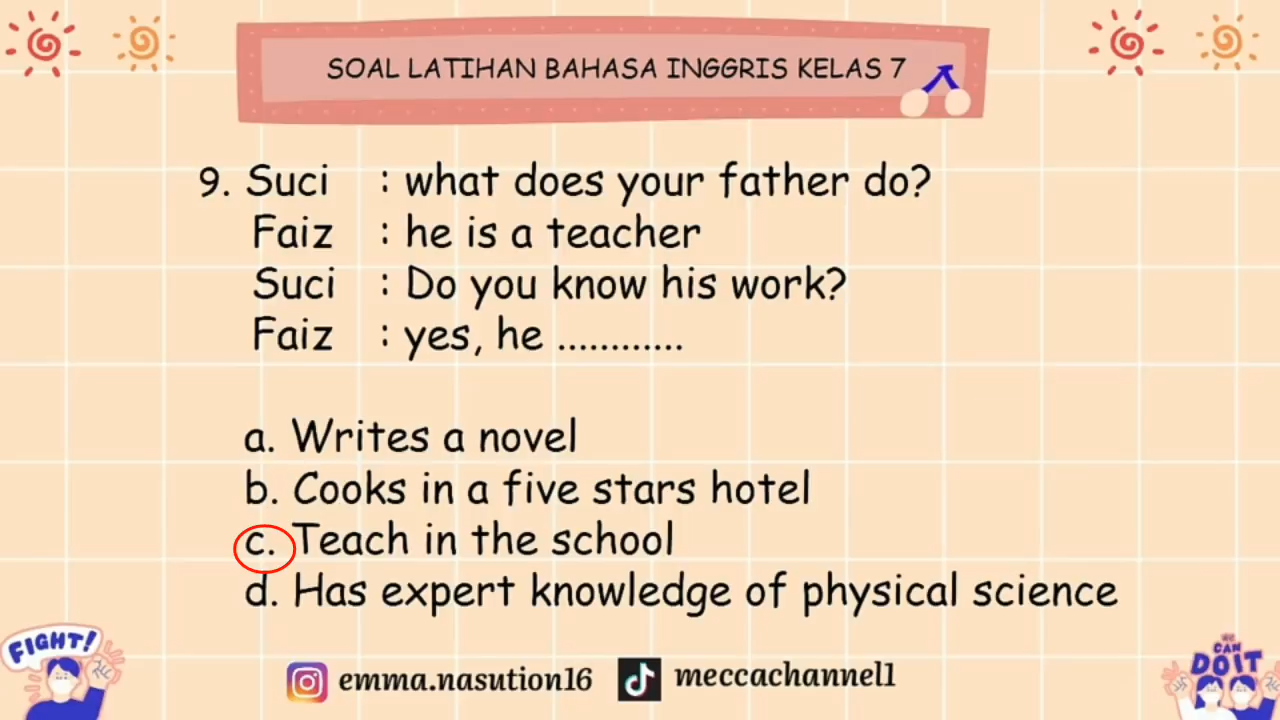 SOAL LATIHAN BAHASA INGGRIS KELAS 7
9. Suci : what does your father do?
Faiz : he is a teacher
Suci : Do you know his work?
Faiz : yes, he ............
a. Writes a novel
b. Cooks in a five stars hotel
c. Teach in the school
d. Has expert knowledge of physical science
FIGHT!
emma.nasution16
meccachannel1
WE
CAN
DO IT